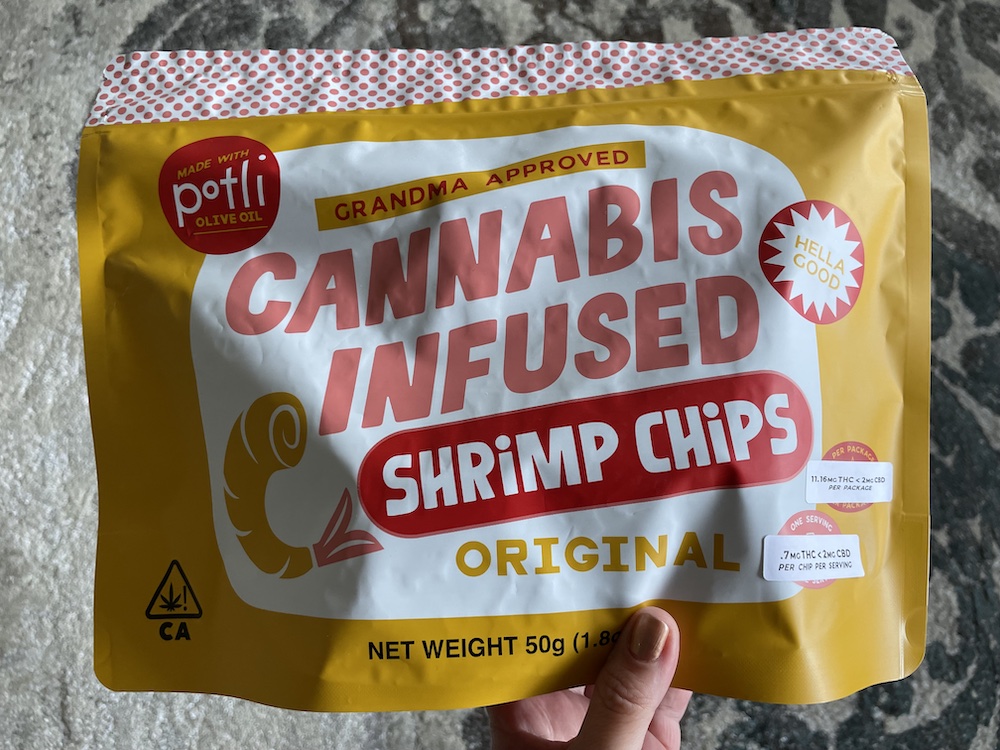 MADE WITH
potli
OLIVE OIL
GRANDMA APPROVED
CANNABIS
INFUSED
HELLA
GOOD
SHRiMP CHiPS
ORIGINAL
PER PACKAGE
11.16MG THC < 2MG CBD
PER PACKAGE
ONE SERVING
.7MG THC < 2MG CBD
PER CHIP PER SERVING
CA
NET WEIGHT 50g (1.8